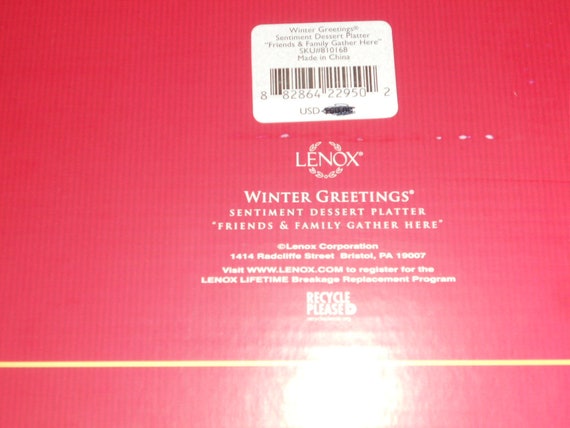 Winter Greetings®
Sentiment Dessert Platter
"Friends & Family Gather Here"
SKU#810168
Made in China
8 82864 22950 2
USD
LENOX®
WINTER GREETINGS®
SENTIMENT DESSERT PLATTER
"FRIENDS & FAMILY GATHER HERE"
©Lenox Corporation
1414 Radcliffe Street Bristol, PA 19007
Visit WWW.LENOX.COM to register for the
LENOX LIFETIME Breakage Replacement Program
RECYCLE
PLEASE